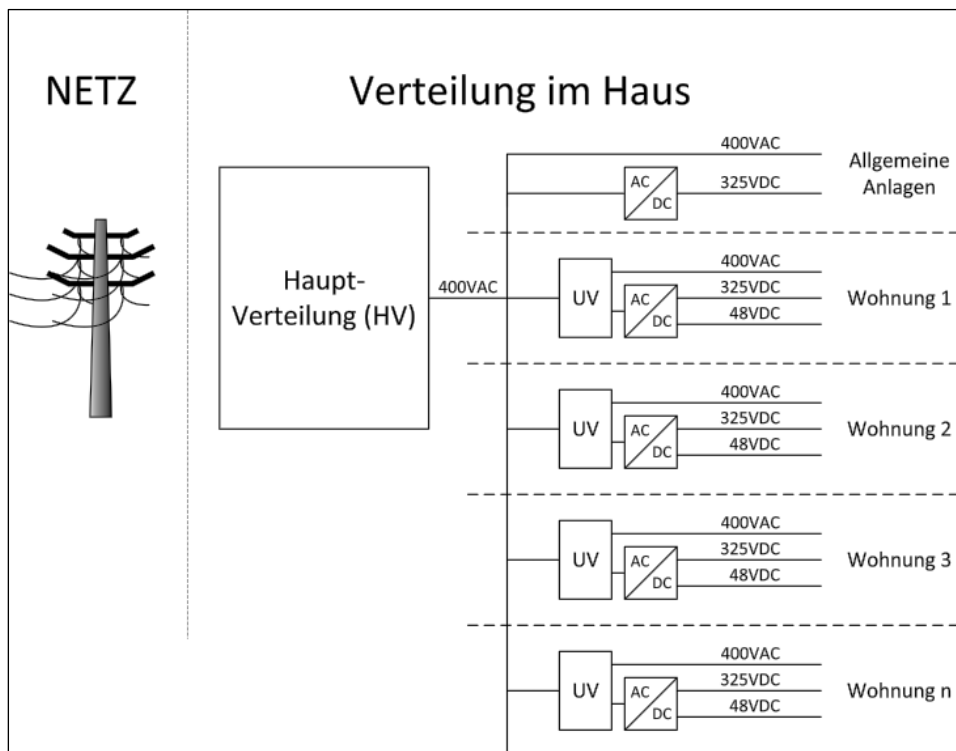 NETZ
Verteilung im Haus
400VAC
AC
DC
325VDC
Allgemeine
Anlagen
Haupt-
Verteilung (HV)
400VAC
UV
400VAC
AC
DC
325VDC
48VDC
Wohnung 1
UV
400VAC
AC
DC
325VDC
48VDC
Wohnung 2
UV
400VAC
AC
DC
325VDC
48VDC
Wohnung 3
UV
400VAC
AC
DC
325VDC
48VDC
Wohnung n